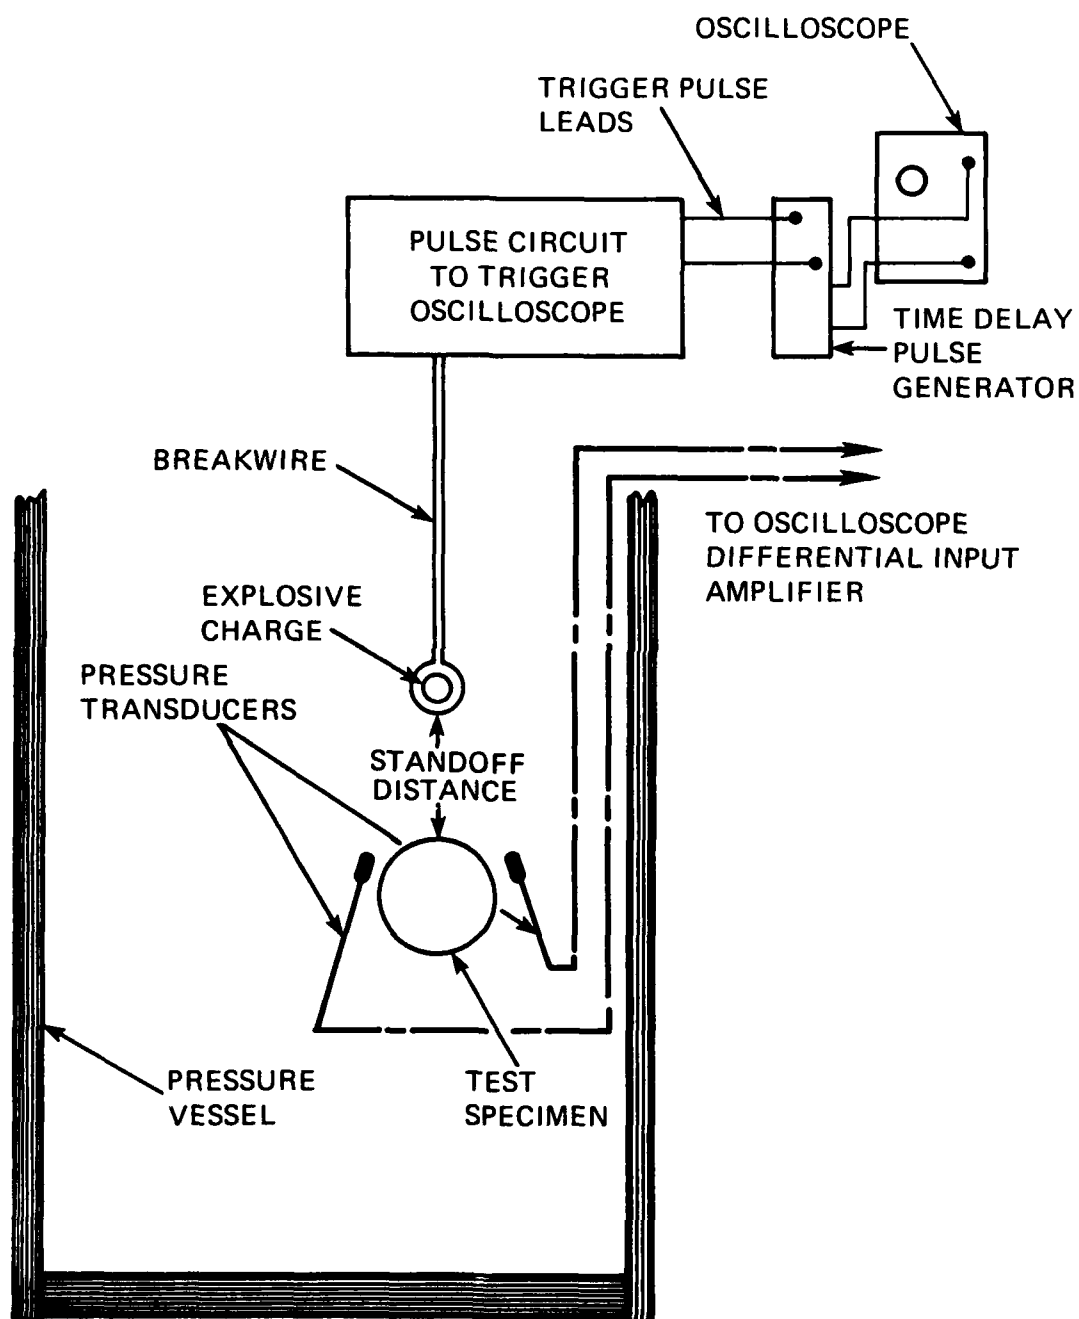 OSCILLOSCOPE
TRIGGER PULSE
LEADS
PULSE CIRCUIT
TO TRIGGER
OSCILLOSCOPE
TIME DELAY
PULSE
GENERATOR
BREAKWIRE
TO OSCILLOSCOPE
DIFFERENTIAL INPUT
AMPLIFIER
EXPLOSIVE
CHARGE
PRESSURE
TRANSDUCERS
STANDOFF
DISTANCE
PRESSURE
VESSEL
TEST
SPECIMEN